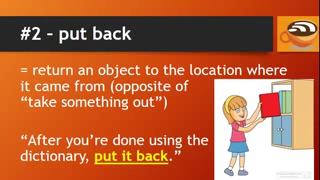 #2 – put back
= return an object to the location where
it came from (opposite of
“take something out”)
“After you’re done using the
dictionary, put it back.”